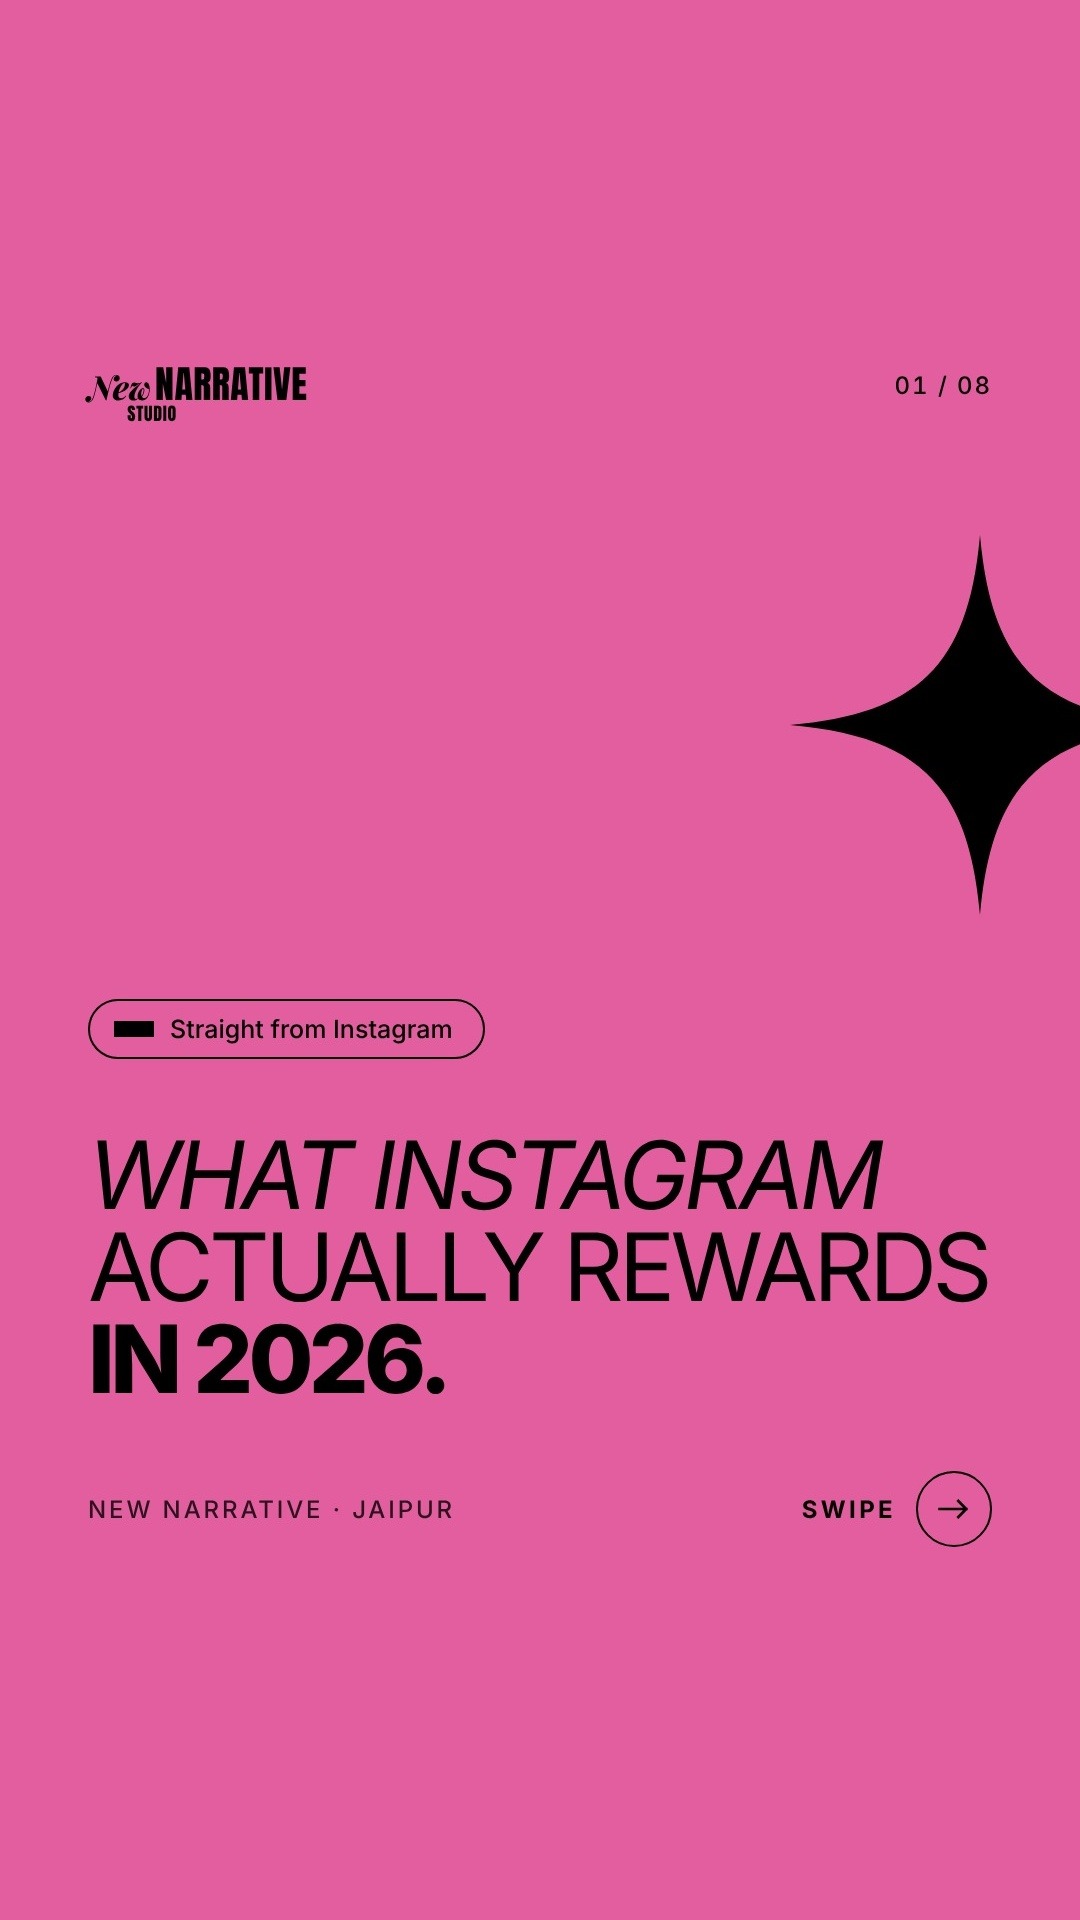 New NARRATIVE
STUDIO
01 / 08
Straight from Instagram
WHAT INSTAGRAM
ACTUALLY REWARDS
IN 2026.
NEW NARRATIVE · JAIPUR
SWIPE →